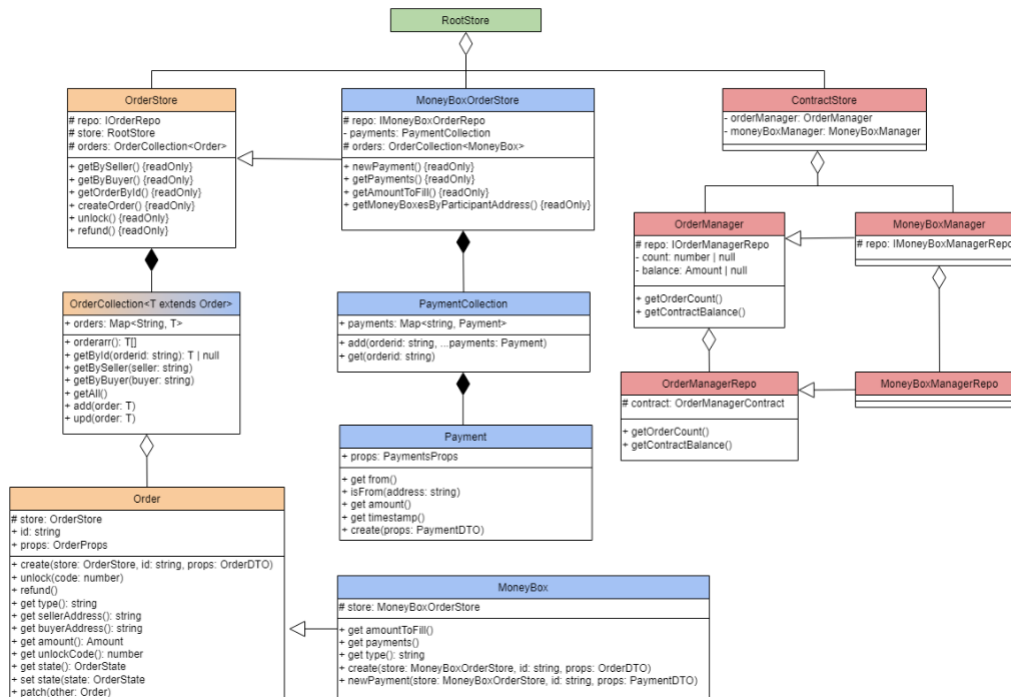 RootStore
OrderStore
# repo: IOrderRepo
# store: RootStore
# orders: OrderCollection<Order>
+ getBySeller() {readOnly}
+ getByBuyer() {readOnly}
+ getOrderById() {readOnly}
+ createOrder() {readOnly}
+ unlock() {readOnly}
+ refund() {readOnly}
MoneyBoxOrderStore
# repo: IMoneyBoxOrderRepo
- payments: PaymentCollection
# orders: OrderCollection<MoneyBox>
+ newPayment() {readOnly}
+ getPayments() {readOnly}
+ getAmountToFill() {readOnly}
+ getMoneyBoxesByParticipantAddress() {readOnly}
ContractStore
- orderManager: OrderManager
- moneyBoxManager: MoneyBoxManager
OrderManager
# repo: IOrderManagerRepo
- count: number | null
- balance: Amount | null
+ getOrderCount()
+ getContractBalance()
MoneyBoxManager
# repo: IMoneyBoxManagerRepo
OrderCollection<T extends Order>
+ orders: Map<String, T>
+ orderarr(): T[]
+ getById(orderid: string): T | null
+ getBySeller(seller: string)
+ getByBuyer(buyer: string)
+ getAll()
+ add(order: T)
+ upd(order: T)
PaymentCollection
+ payments: Map<string, Payment>
+ add(orderid: string, ...payments: Payment)
+ get(orderid: string)
OrderManagerRepo
# contract: OrderManagerContract
+ getOrderCount()
+ getContractBalance()
MoneyBoxManagerRepo
Payment
+ props: PaymentsProps
+ get from()
+ isFrom(address: string)
+ get amount()
+ get timestamp()
+ create(props: PaymentDTO)
Order
# store: OrderStore
+ id: string
+ props: OrderProps
+ create(store: OrderStore, id: string, props: OrderDTO)
+ unlock(code: number)
+ refund()
+ get type(): string
+ get sellerAddress(): string
+ get buyerAddress(): string
+ get amount(): Amount
+ get unlockCode(): number
+ get state(): OrderState
+ set state(state: OrderState
+ patch(other: Order)
MoneyBox
# store: MoneyBoxOrderStore
+ get amountToFill()
+ get payments()
+ get type(): string
+ create(store: MoneyBoxOrderStore, id: string, props: OrderDTO)
+ newPayment(store: MoneyBoxOrderStore, id: string, props: PaymentDTO)